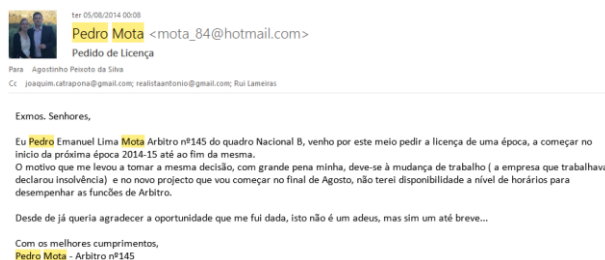 ter 05/08/2014 00:08
Pedro Mota <mota_84@hotmail.com>
Pedido de Licença
Para Agostinho Peixoto da Silva
Cc joaquim.catrapona@gmail.com; realistaantonio@gmail.com; Rui Lameiras
Exmos. Senhores,
Eu Pedro Emanuel Lima Mota Arbitro nº145 do quadro Nacional B, venho por este meio pedir a licença de uma época, a começar no
inicio da próxima época 2014-15 até ao fim da mesma.
O motivo que me levou a tomar a mesma decisão, com grande pena minha, deve-se à mudança de trabalho ( a empresa que trabalhava
declarou insolvência) e no novo projecto que vou começar no final de Agosto, não terei disponibilidade a nível de horários para
desempenhar as funcões de Arbitro.
Desde de já queria agradecer a oportunidade que me fui dada, isto não é um adeus, mas sim um até breve...
Com os melhores cumprimentos,
Pedro Mota - Arbitro nº145